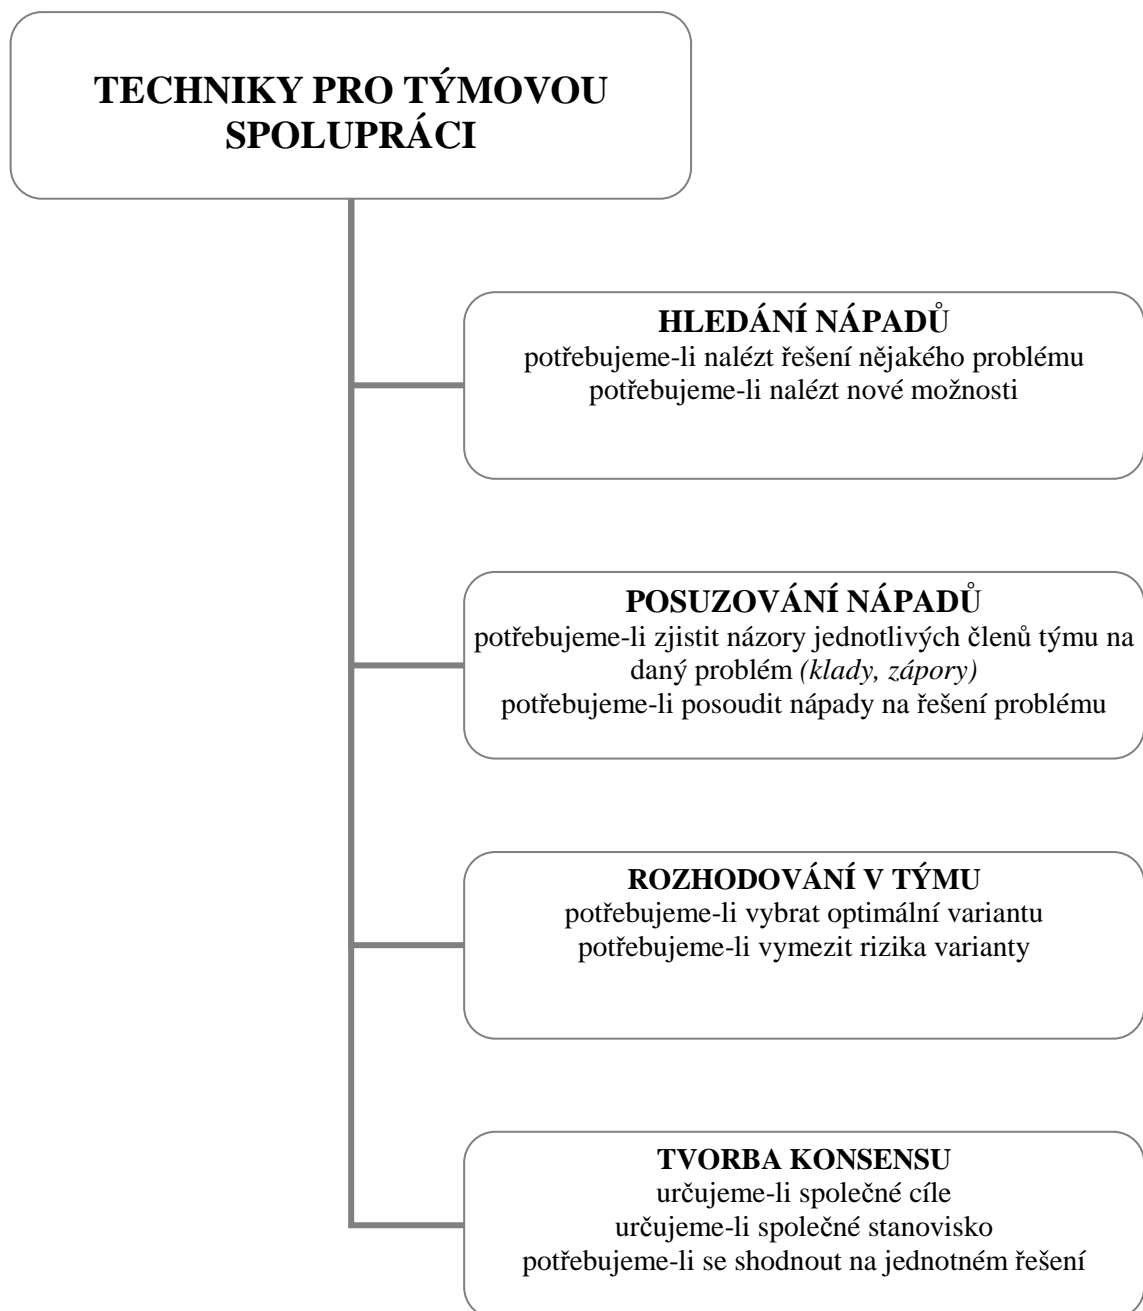 TECHNIKY PRO TÝMOVOU
SPOLUPRÁCI
HLEDÁNÍ NÁPADŮ
potřebujeme-li nalézt řešení nějakého problému
potřebujeme-li nalézt nové možnosti
POSUZOVÁNÍ NÁPADŮ
potřebujeme-li zjistit názory jednotlivých členů týmu na
daný problém (klady, zápory)
potřebujeme-li posoudit nápady na řešení problému
ROZHODOVÁNÍ V TÝMU
potřebujeme-li vybrat optimální variantu
potřebujeme-li vymezit rizika varianty
TVORBA KONSENSU
určujeme-li společné cíle
určujeme-li společné stanovisko
potřebujeme-li se shodnout na jednotném řešení